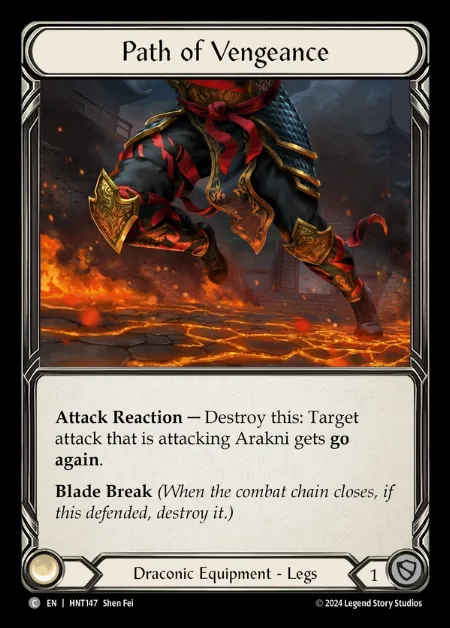 Path of Vengeance
Attack Reaction — Destroy this: Target
attack that is attacking Arakni gets go
again.
Blade Break (When the combat chain closes, if
this defended, destroy it.)
Draconic Equipment - Legs
1
C EN | HNT147 Shen Fei
© 2024 Legend Story Studios